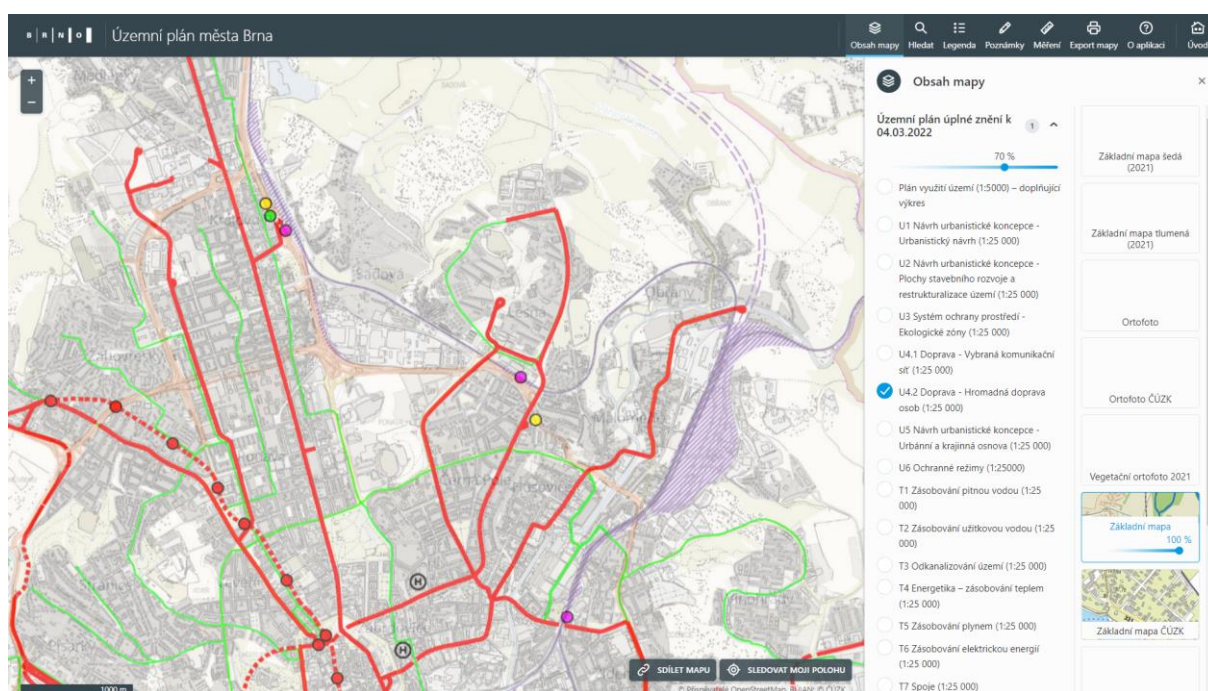 B R N O
Územní plán města Brna
Obsah mapy
Hledat
Legenda
Poznámky
Měření
Export mapy
O aplikaci
Úvod
+
−
Obsah mapy
×
Územní plán úplné znění k
04.03.2022
1
70 %
Plán využití území (1:5000) – doplňující
výkres
U1 Návrh urbanistické koncepce -
Urbanistický návrh (1:25 000)
U2 Návrh urbanistické koncepce -
Plochy stavebního rozvoje a
restrukturalizace území (1:25 000)
U3 Systém ochrany prostředí -
Ekologické zóny (1:25 000)
U4.1 Doprava - Vybraná komunikační
síť (1:25 000)
U4.2 Doprava - Hromadná doprava
osob (1:25 000)
U5 Návrh urbanistické koncepce -
Urbánní a krajinná osnova (1:25 000)
U6 Ochranné režimy (1:25000)
T1 Zásobování pitnou vodou (1:25
000)
T2 Zásobování užitkovou vodou (1:25
000)
T3 Odkanalizování území (1:25 000)
T4 Energetika – zásobování teplem
(1:25 000)
T5 Zásobování plynem (1:25 000)
T6 Zásobování elektrickou energií
(1:25 000)
T7 Spoje (1:25 000)
Základní mapa šedá
(2021)
Základní mapa tlumená
(2021)
Ortofoto
Ortofoto ČÚZK
Vegetační ortofoto 2021
Základní mapa
100 %
Základní mapa ČÚZK
Sadová
Obřany
H
H
SDÍLET MAPU
SLEDOVAT MOJI POLOHU
1000 m